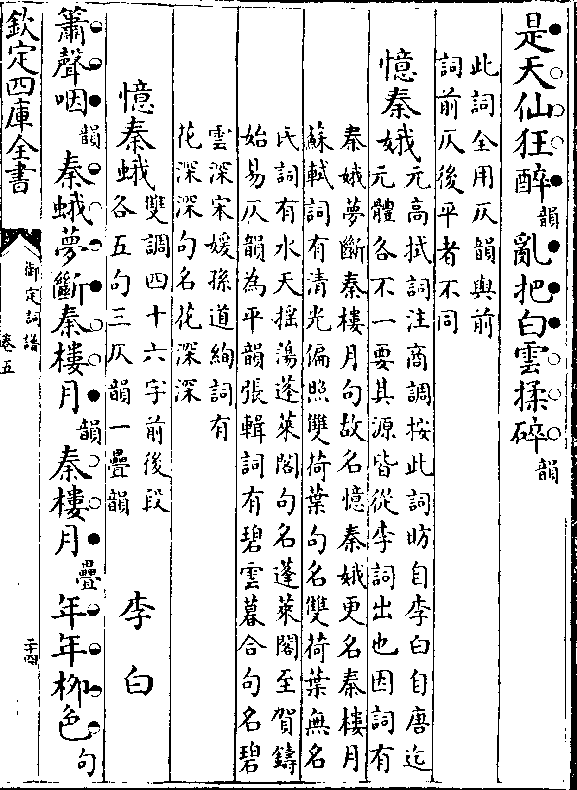 是天仙狂醉韻亂把白雲揉碎韻
此詞全用仄韻與前
詞前仄後平者不同
憶秦娥元高拭詞注商調按此詞昉自李白自唐迄
元體各不一要其源皆從李詞出也因詞有
秦娥夢斷秦樓月句故名憶秦娥更名秦樓月
蘇軾詞有清光偏照雙荷葉句名雙荷葉無名
氏詞有水天摇蕩蓬萊閣句名蓬萊閣至賀鑄
始易仄韻為平韻張輯詞有碧雲暮合句名碧
雲深宋媛孫道絢詞有
花深深句名花深深
憶秦蛾雙調四十六字前後段
各五句三仄韻一疊韻
李白
簫聲咽韻秦蛾夢斷秦樓月韻秦樓月疊年年柳色句
欽定四庫全書
御定詞譜
卷五
二十四